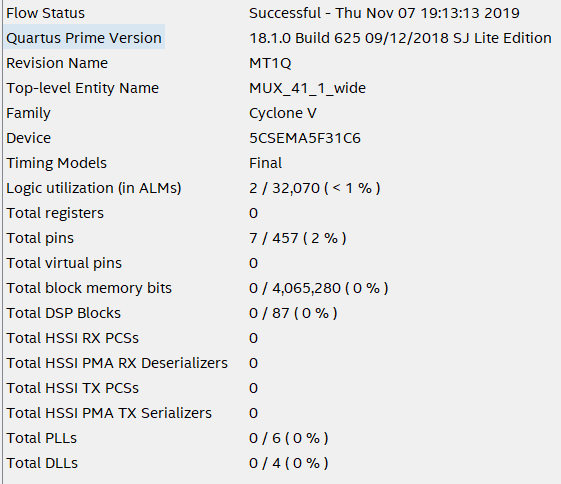 Flow Status Successful - Thu Nov 07 19:13:13 2019
Quartus Prime Version 18.1.0 Build 625 09/12/2018 SJ Lite Edition
Revision Name MT1Q
Top-level Entity Name MUX_41_1_wide
Family Cyclone V
Device 5CSEMA5F31C6
Timing Models Final
Logic utilization (in ALMs) 2 / 32,070 ( < 1 % )
Total registers 0
Total pins 7 / 457 ( 2 % )
Total virtual pins 0
Total block memory bits 0 / 4,065,280 ( 0 % )
Total DSP Blocks 0 / 87 ( 0 % )
Total HSSI RX PCSs 0
Total HSSI PMA RX Deserializers 0
Total HSSI TX PCSs 0
Total HSSI PMA TX Serializers 0
Total PLLs 0 / 6 ( 0 % )
Total DLLs 0 / 4 ( 0 % )